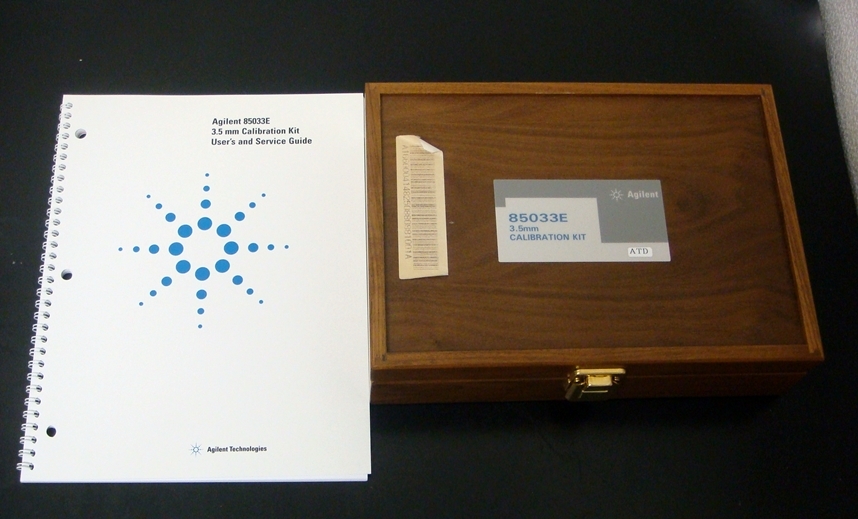 Agilent 85033E
3.5 mm Calibration Kit
User's and Service Guide
Agilent Technologies
Agilent
85033E
3.5mm
CALIBRATION KIT
ATD